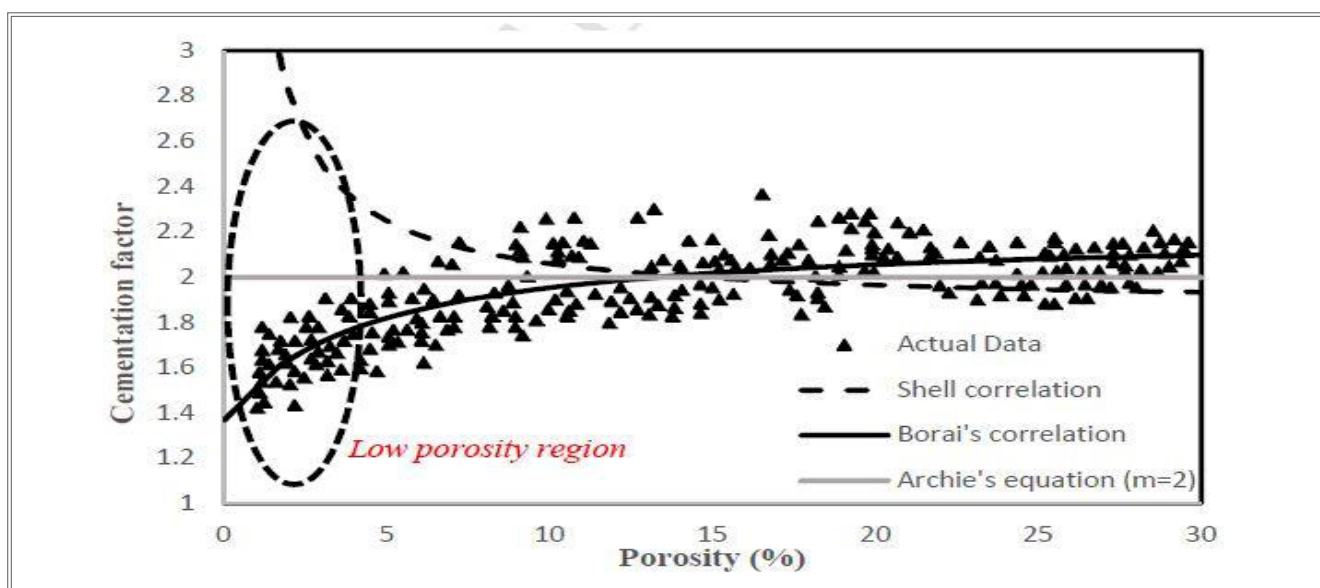 3
2.8
2.6
2.4
2.2
2
1.8
1.6
1.4
1.2
1
Cementation factor
Actual Data
Shell correlation
Borai's correlation
Archie's equation (m=2)
Low porosity region
0 5 10 15 20 25 30
Porosity (%)